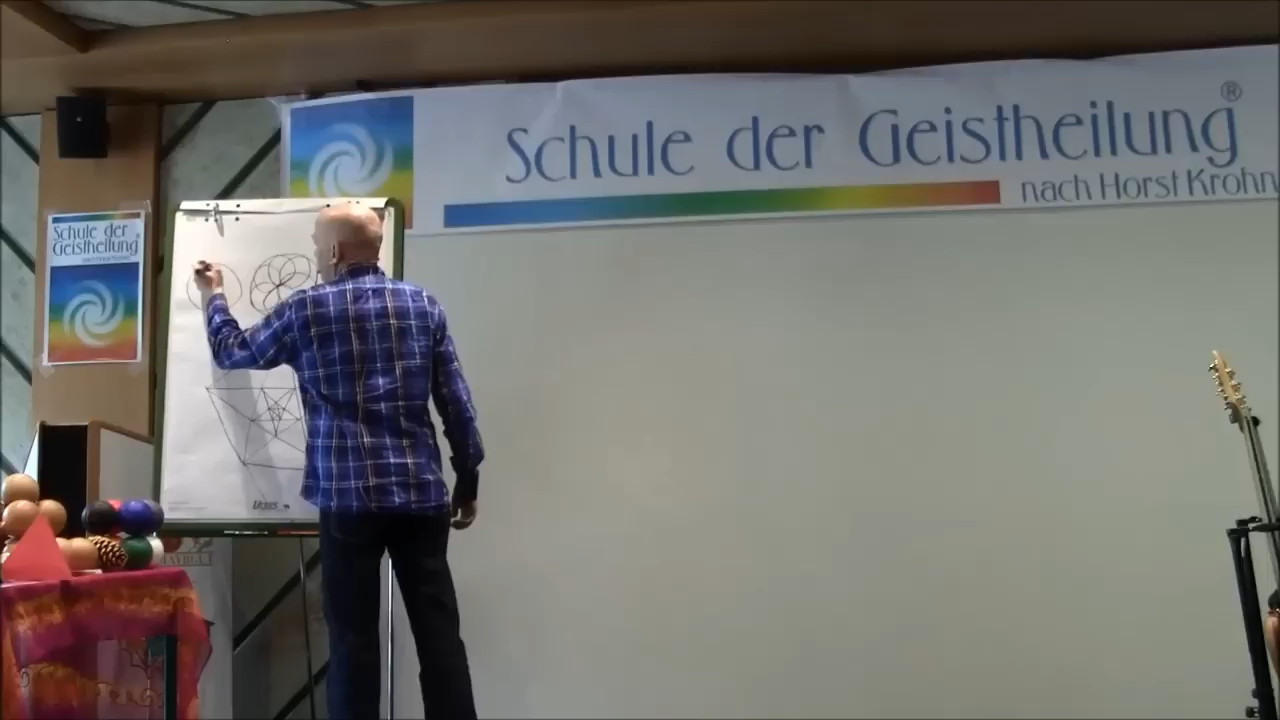 Schule der Geistheilung®
nach Horst Krohn
Schule der
Geistheilung®